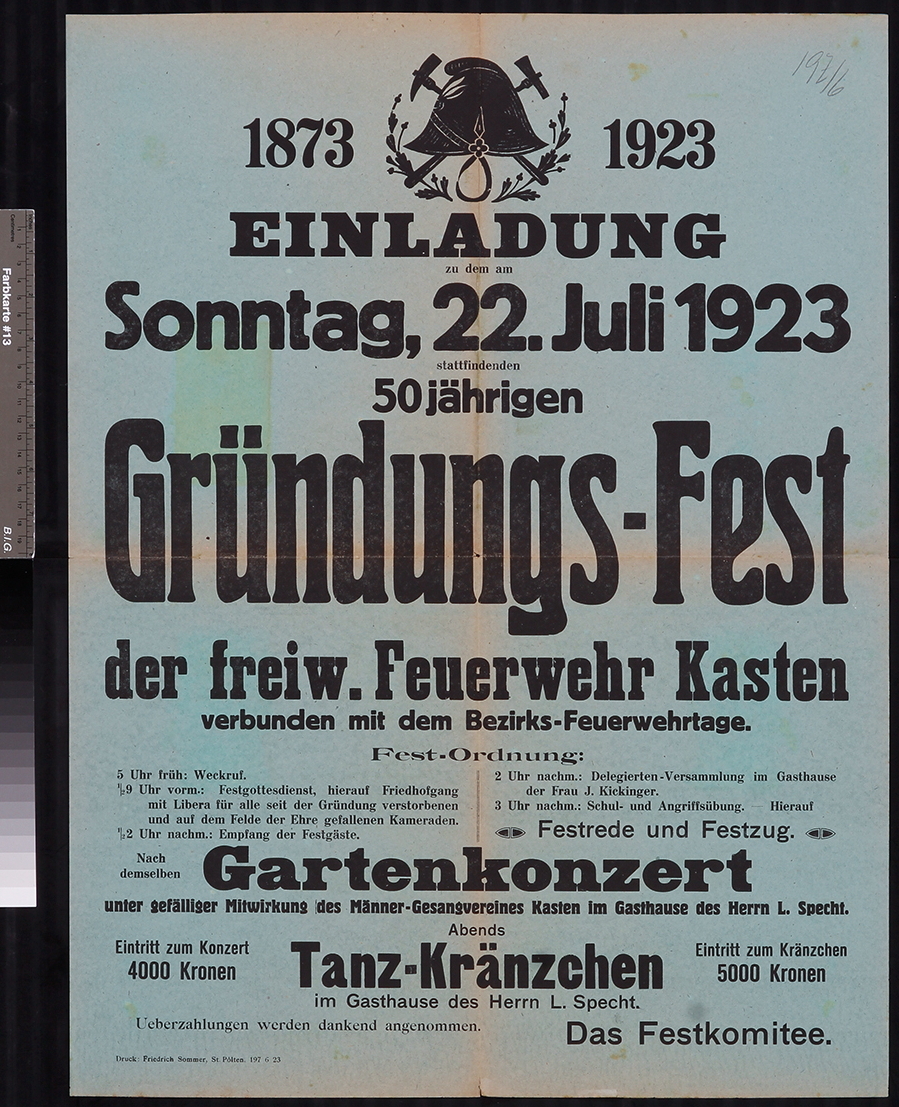 197/6
1873 1923
EINLADUNG
zu dem am
Sonntag, 22. Juli 1923
stattfindenden
50jährigen
Gründungs-Fest
der freiw. Feuerwehr Kasten
verbunden mit dem Bezirks-Feuerwehrtage.
Fest-Ordnung:
5 Uhr früh: Weckruf.
1/29 Uhr vorm.: Festgottesdienst, hierauf Friedhofgang
mit Libera für alle seit der Gründung verstorbenen
und auf dem Felde der Ehre gefallenen Kameraden.
1/22 Uhr nachm.: Empfang der Festgäste.
2 Uhr nachm.: Delegierten-Versammlung im Gasthause
der Frau J. Kickinger.
3 Uhr nachm.: Schul- und Angriffsübung. — Hierauf
Festrede und Festzug.
Nach
demselben
Gartenkonzert
unter gefälliger Mitwirkung des Männer-Gesangvereines Kasten im Gasthause des Herrn L. Specht.
Abends
Eintritt zum Konzert
4000 Kronen
Tanz-Kränzchen
Eintritt zum Kränzchen
5000 Kronen
im Gasthause des Herrn L. Specht.
Ueberzahlungen werden dankend angenommen.
Das Festkomitee.
Druck: Friedrich Sommer, St. Pölten. 197 6 23
Farbkarte #13
B.I.G.